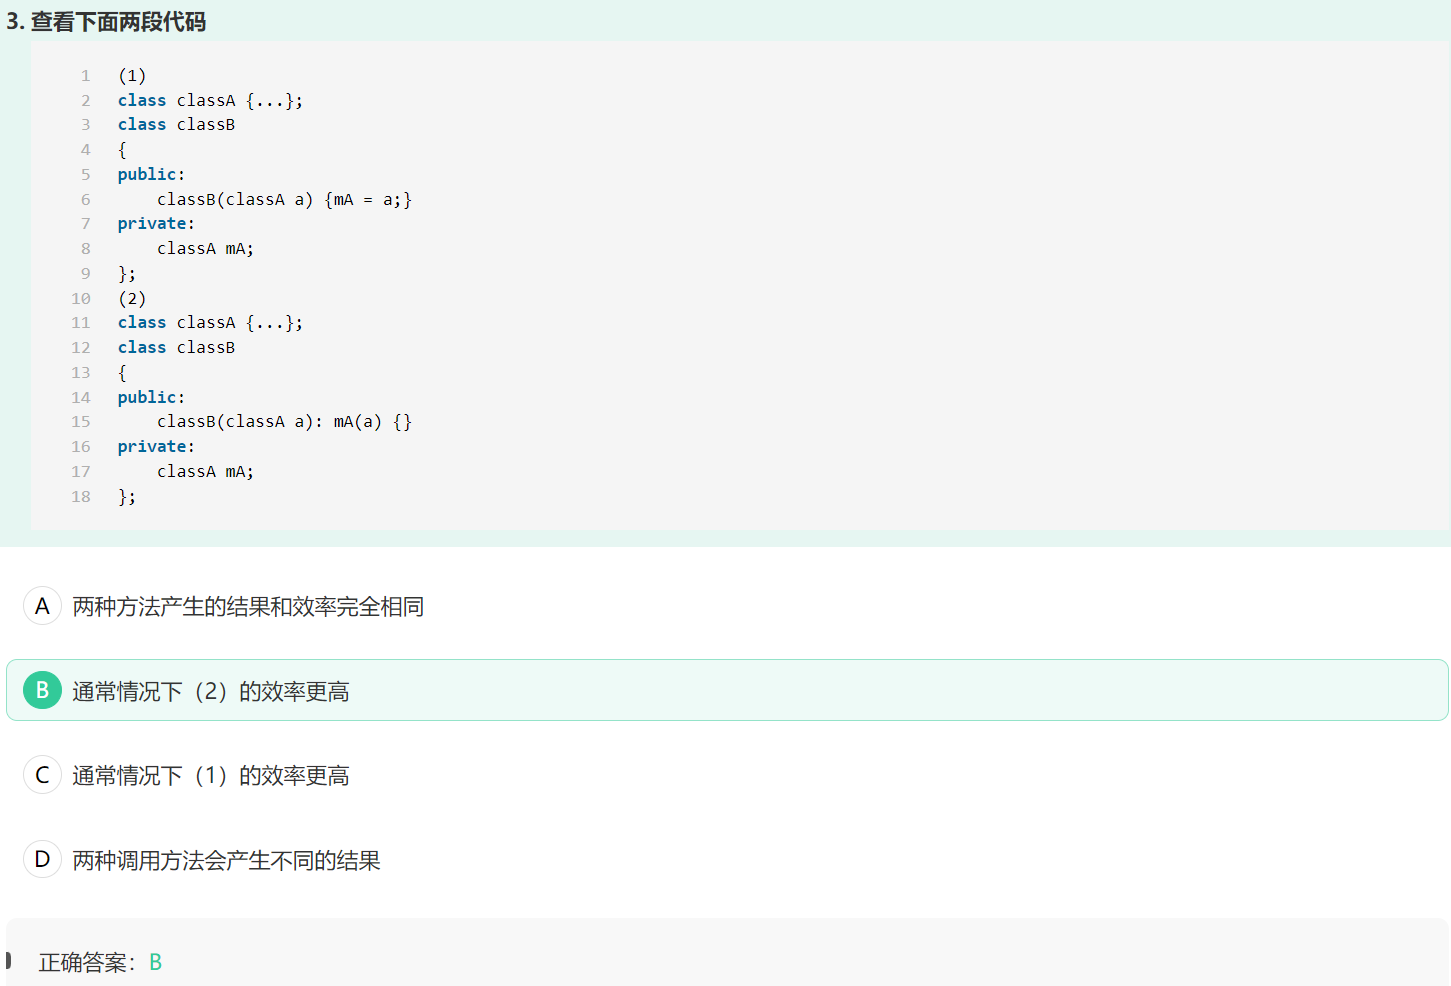 3. 查看下面两段代码
1 (1)
2 class classA {...};
3 class classB
4 {
5 public:
6     classB(classA a) {mA = a;}
7 private:
8     classA mA;
9 };
10 (2)
11 class classA {...};
12 class classB
13 {
14 public:
15     classB(classA a): mA(a) {}
16 private:
17     classA mA;
18 };
A 两种方法产生的结果和效率完全相同
B 通常情况下（2）的效率更高
C 通常情况下（1）的效率更高
D 两种调用方法会产生不同的结果
正确答案：B